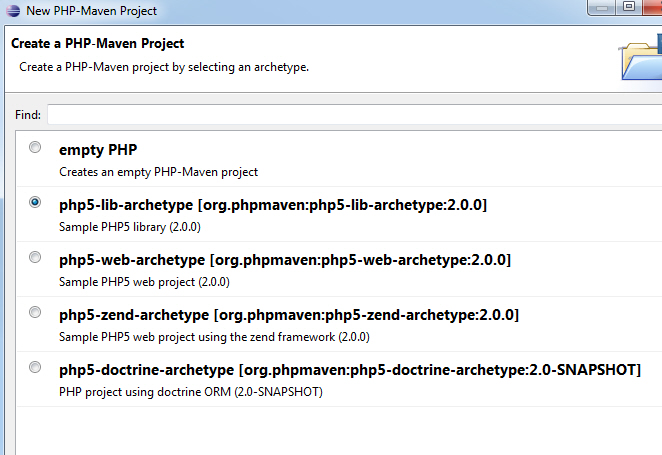 New PHP-Maven Project
Create a PHP-Maven Project
Create a PHP-Maven project by selecting an archetype.
Find:
empty PHP
Creates an empty PHP-Maven project
php5-lib-archetype [org.phpmaven:php5-lib-archetype:2.0.0]
Sample PHP5 library (2.0.0)
php5-web-archetype [org.phpmaven:php5-web-archetype:2.0.0]
Sample PHP5 web project (2.0.0)
php5-zend-archetype [org.phpmaven:php5-zend-archetype:2.0.0]
Sample PHP5 web project using the zend framework (2.0.0)
php5-doctrine-archetype [org.phpmaven:php5-doctrine-archetype:2.0-SNAPSHOT]
PHP project using doctrine ORM (2.0-SNAPSHOT)